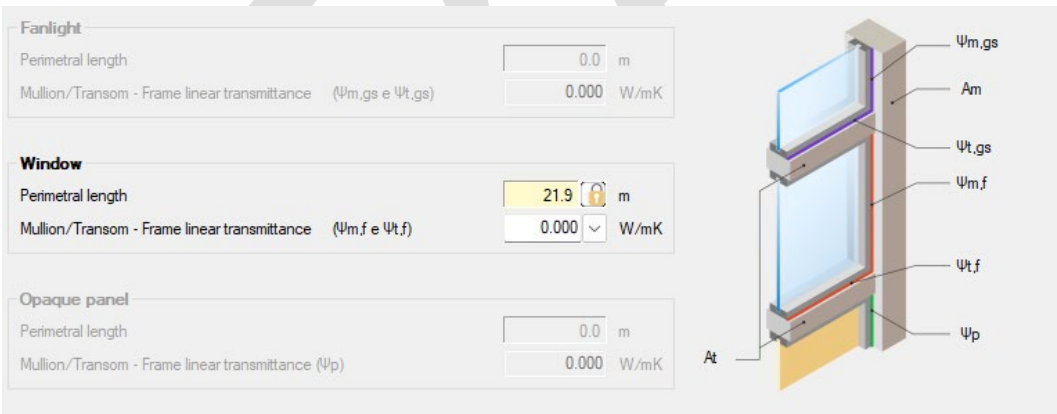 Fanlight
Perimetral length 0.0 m
Mullion/Transom - Frame linear transmittance (Ψm,gs e Ψt,gs) 0.000 W/mK
Window
Perimetral length 21.9 m
Mullion/Transom - Frame linear transmittance (Ψm,f e Ψt,f) 0.000 W/mK
Opaque panel
Perimetral length 0.0 m
Mullion/Transom - Frame linear transmittance (Ψp) 0.000 W/mK
Ψm,gs
Am
Ψt,gs
Ψm,f
Ψt,f
Ψp
At